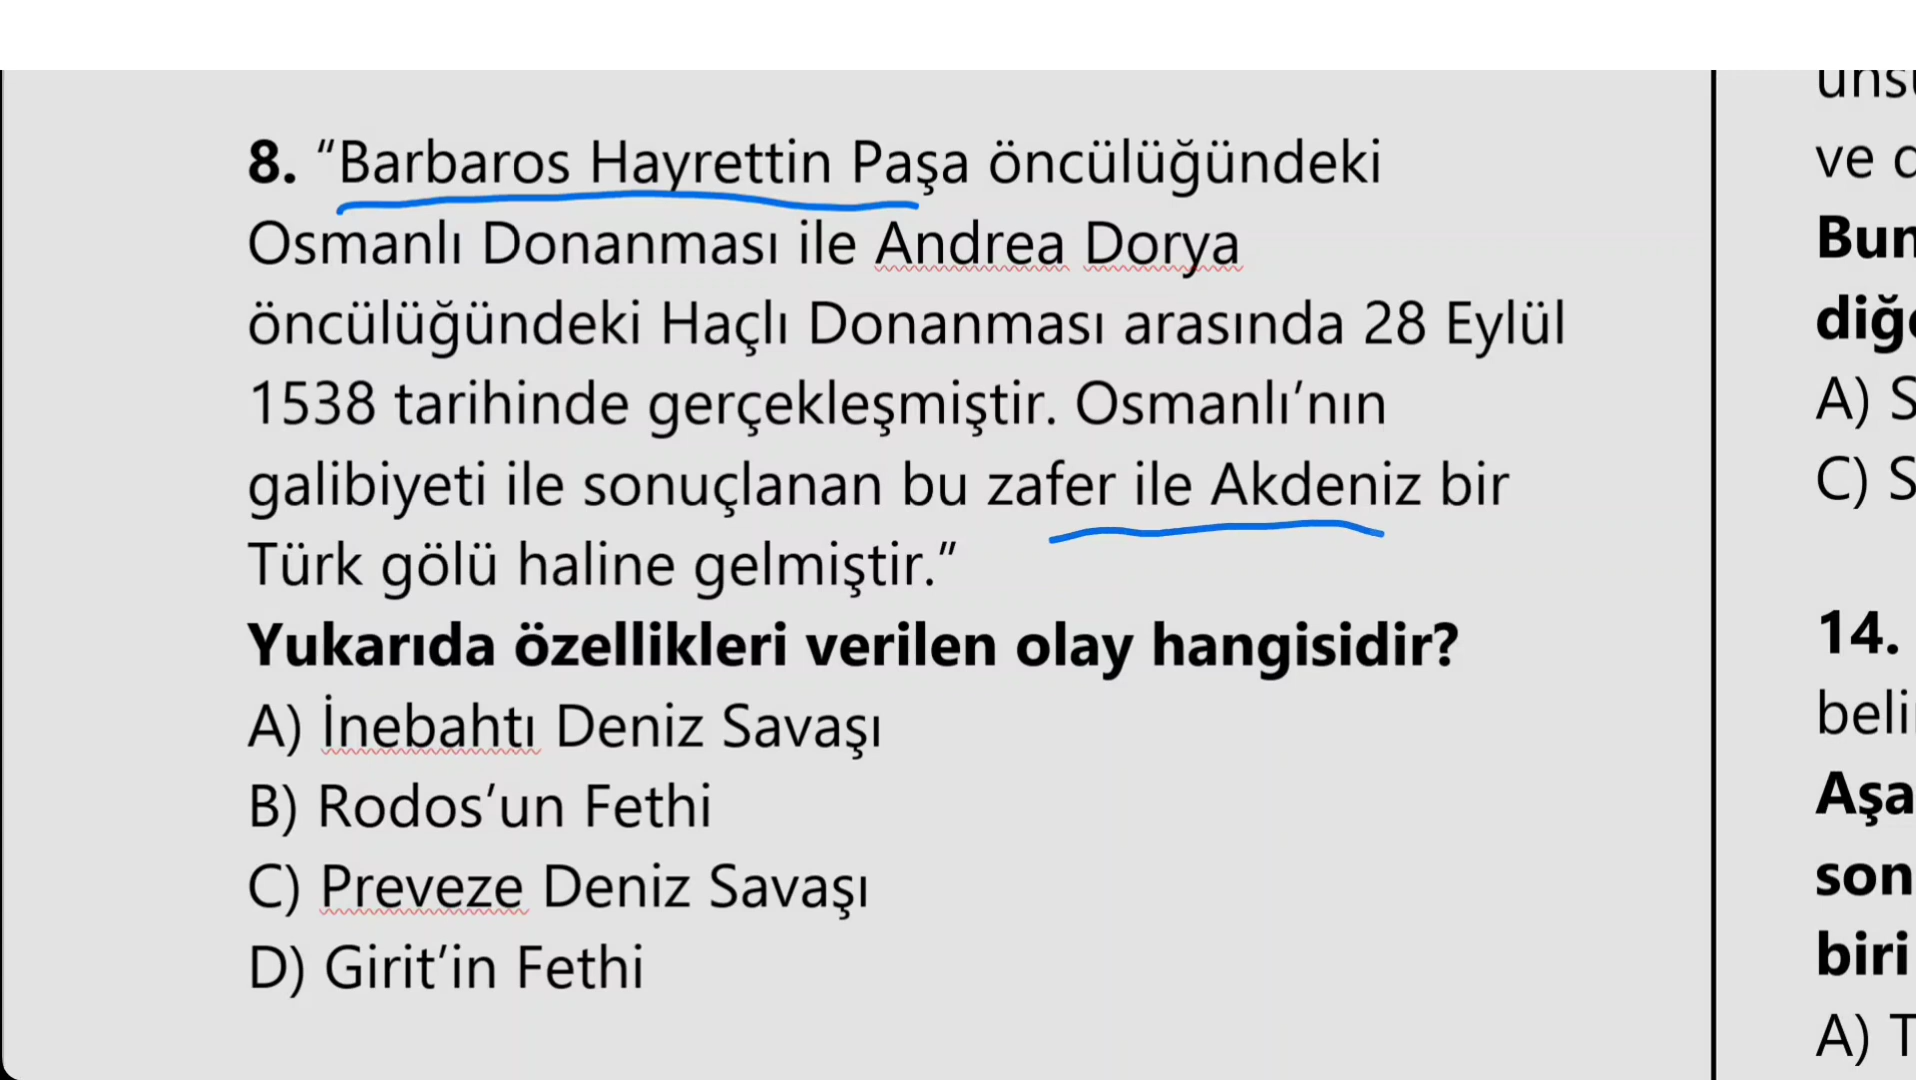 8. “Barbaros Hayrettin Paşa öncülüğündeki
Osmanlı Donanması ile Andrea Dorya
öncülüğündeki Haçlı Donanması arasında 28 Eylül
1538 tarihinde gerçekleşmiştir. Osmanlı’nın
galibiyeti ile sonuçlanan bu zafer ile Akdeniz bir
Türk gölü haline gelmiştir.”
Yukarıda özellikleri verilen olay hangisidir?
A) İnebahtı Deniz Savaşı
B) Rodos’un Fethi
C) Preveze Deniz Savaşı
D) Girit’in Fethi
ve
14.
biri
A)
C)
A)